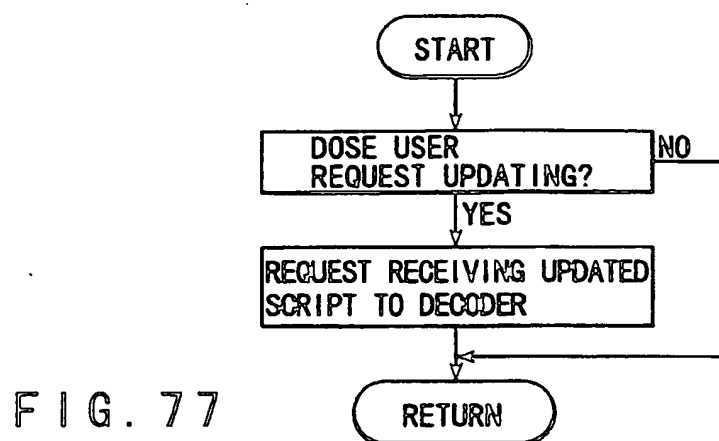 START
DOSE USER
REQUEST UPDATING?
NO
YES
REQUEST RECEIVING UPDATED
SCRIPT TO DECODER
RETURN
FIG. 77